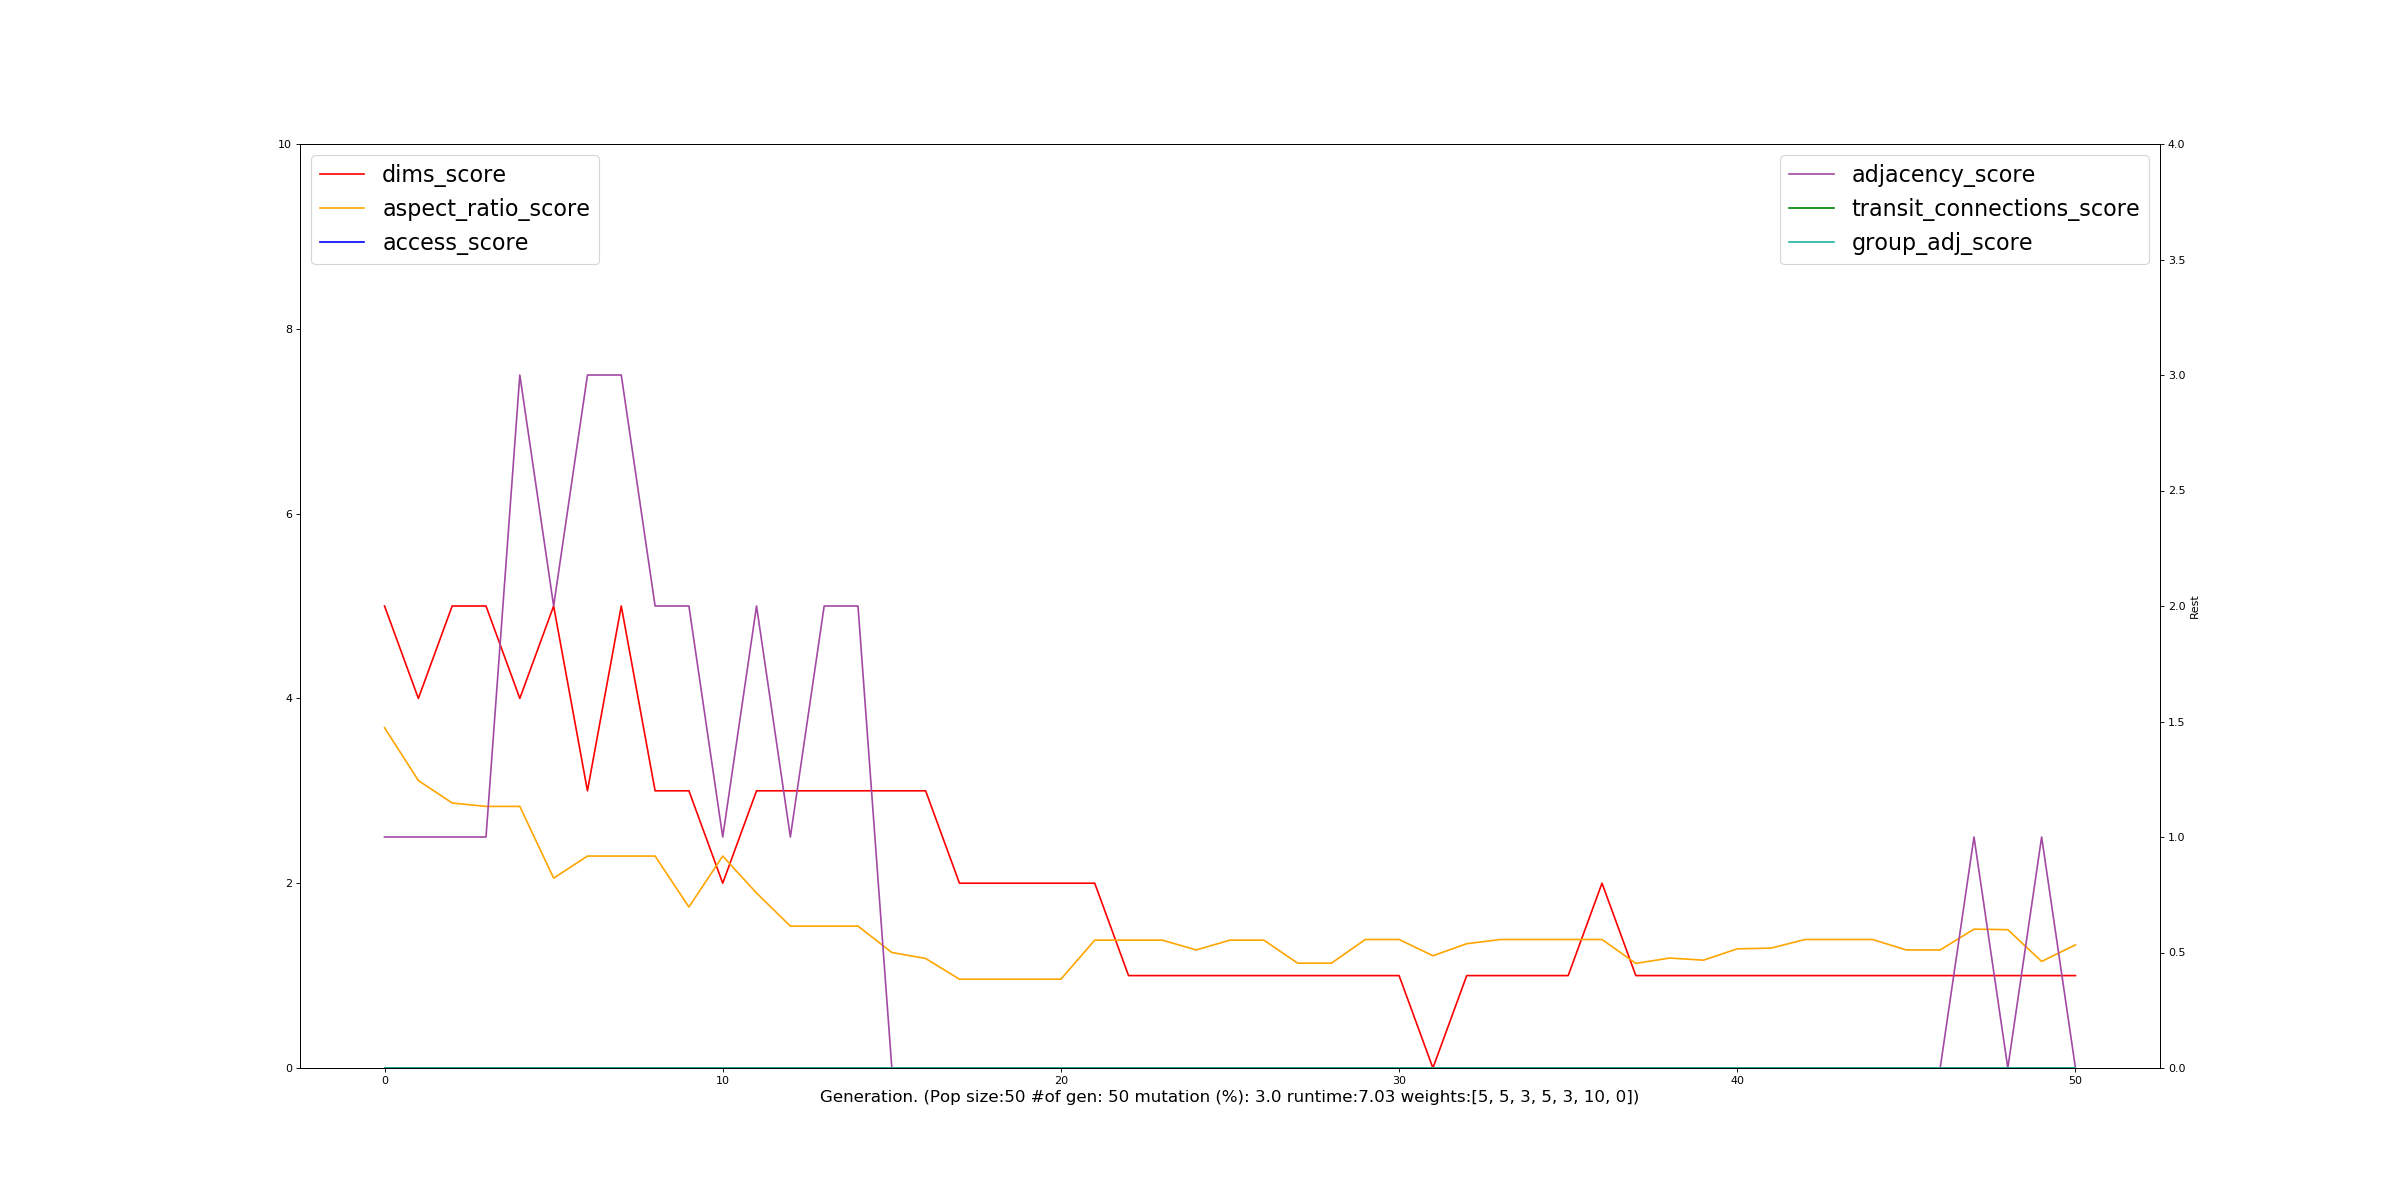 10
8
6
4
2
0
dims_score
aspect_ratio_score
access_score
adjacency_score
transit_connections_score
group_adj_score
4.0
3.5
3.0
2.5
2.0
1.5
1.0
0.5
0.0
Rest
0 10 20 30 40 50
Generation. (Pop size:50 #of gen: 50 mutation (%): 3.0 runtime:7.03 weights:[5, 5, 3, 5, 3, 10, 0])